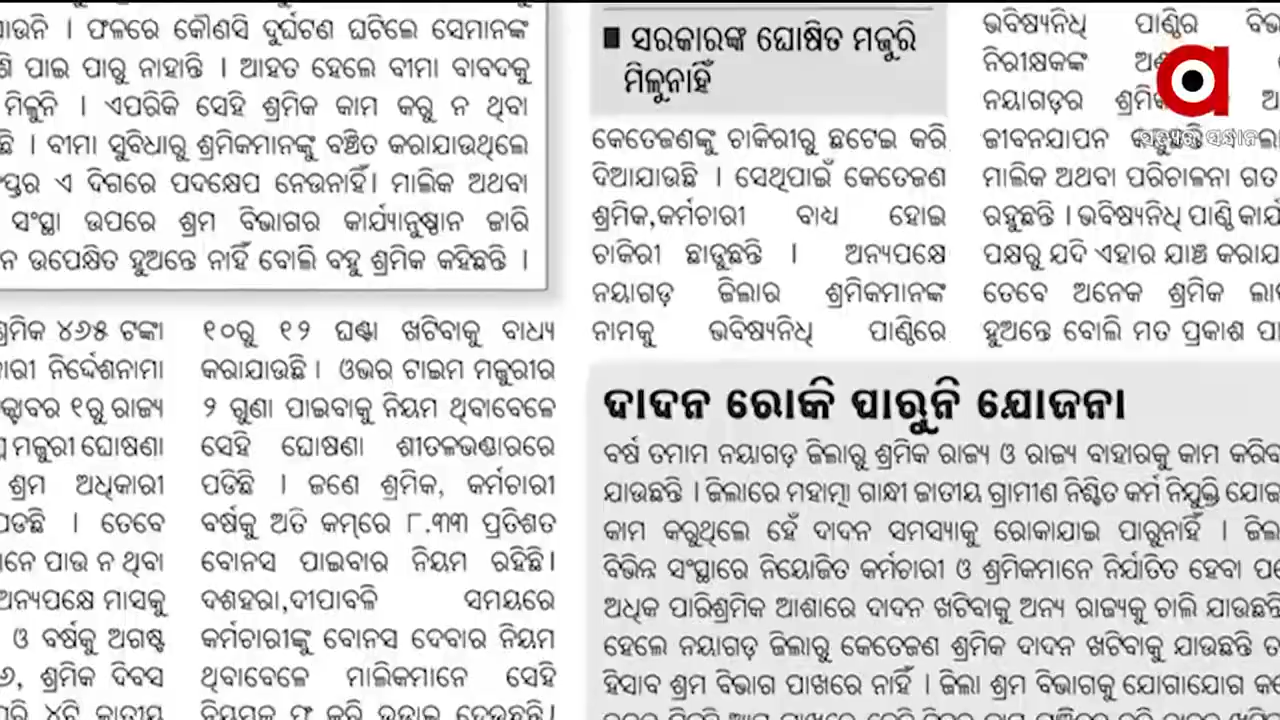 ଯାଉନି । ଫଳରେ କୌଣସି ଦୁର୍ଘଟଣା ଘଟିଲେ ସେମାନଙ୍କ
ପାଇ ପାରୁ ନାହାନ୍ତି । ଆହତ ହେଲେ ବୀମା ବାବଦକୁ
ମିଳୁନି । ଏପରିକି ସେହି ଶ୍ରମିକ କାମ କରୁ ନ ଥିବା
। ବୀମା ସୁବିଧାରୁ ଶ୍ରମିକମାନଙ୍କୁ ବଞ୍ଚିତ କରାଯାଉଥିଲେ
ଏ ଦିଗରେ ପଦକ୍ଷେପ ନେଉନାହିଁ। ମାଲିକ ଅଥବା
ସଂସ୍ଥା ଉପରେ ଶ୍ରମ ବିଭାଗର କାର୍ଯ୍ୟାନୁଷ୍ଠାନ ଜାରି
ଉପେକ୍ଷିତ ହୁଅନ୍ତେ ନାହିଁ ବୋଲି ବହୁ ଶ୍ରମିକ କହିଛନ୍ତି ।
ଶ୍ରମିକ ୪୬୫ ଟଙ୍କା
ନିର୍ଦ୍ଦେଶନାମା
୧ରୁ ରାଜ୍ୟ
ମଜୁରୀ ଘୋଷଣା
ଶ୍ରମ ଅଧିକାରୀ
। ତେବେ
ପାଉ ନ ଥିବା
ଅନ୍ୟପକ୍ଷେ ମାସକୁ
ଓ ବର୍ଷକୁ ଅଗଷ୍ଟ
ଶ୍ରମିକ ଦିବସ
୪ଟି ଜାତୀୟ
୧୦ରୁ ୧୨ ଘଣ୍ଟା ଖଟିବାକୁ ବାଧ୍ୟ
କରାଯାଉଛି। ଓଭର ଟାଇମ ମଜୁରୀର
୨ ଗୁଣା ପାଇବାକୁ ନିୟମ ଥିବାବେଳେ
ସେହି ଘୋଷଣା ଶୀତଳଭଣ୍ଡାରରେ
ପଡିଛି । ଜଣେ ଶ୍ରମିକ, କର୍ମଚାରୀ
ବର୍ଷକୁ ଅତି କମ୍‌ରେ ୮.୩୩ ପ୍ରତିଶତ
ବୋନସ ପାଇବାର ନିୟମ ରହିଛି।
ଦଶହରା,ଦୀପାବଳି ସମୟରେ
କର୍ମଚାରୀଙ୍କୁ ବୋନସ ଦେବାର ନିୟମ
ଥିବାବେଳେ ମାଲିକମାନେ ସେହି
ନିୟମକୁ ଫୁ କରି ଉଡାଇ ଦେଉଛନ୍ତି।
■ ସରକାରଙ୍କ ଘୋଷିତ ମଜୁରି
ମିଳୁନାହିଁ
କେତେଜଣଙ୍କୁ ଚାକିରୀରୁ ଛଟେଇ କରି
ଦିଆଯାଉଛି । ସେଥିପାଇଁ କେତେଜଣ
ଶ୍ରମିକ,କର୍ମଚାରୀ ବାଧ୍ୟ ହୋଇ
ଚାକିରୀ ଛାଡୁଛନ୍ତି । ଅନ୍ୟପକ୍ଷେ
ନୟାଗଡ଼ ଜିଲାର ଶ୍ରମିକମାନଙ୍କ
ନାମକୁ ଭବିଷ୍ୟନିଧି ପାଣ୍ଠିରେ
ଭବିଷ୍ୟନିଧି ପାଣ୍ଠିର
ନିରୀକ୍ଷକଙ୍କ
ନୟାଗଡ଼ର
ଜୀବନଯାପନ
ମାଲିକ ଅଥବା ପରିଚାଳନା ଗତ
ରହୁଛନ୍ତି । ଭବିଷ୍ୟନିଧି ପାଣ୍ଠି
ପକ୍ଷରୁ ଯଦି ଏହାର ଯାଞ୍ଚ
ତେବେ ଅନେକ ଶ୍ରମିକ
ହୁଅନ୍ତେ ବୋଲି ମତ ପ୍ରକାଶ
ଦାଦନ ରୋକି ପାରୁନି ଯୋଜନା
ବର୍ଷ ତମାମ ନୟାଗଡ଼ ଜିଲାରୁ ଶ୍ରମିକ ରାଜ୍ୟ ଓ ରାଜ୍ୟ ବାହାରକୁ କାମ
ଯାଉଛନ୍ତି । ଜିଲାରେ ମହାତ୍ମା ଗାନ୍ଧୀ ଜାତୀୟ ଗ୍ରାମୀଣ ନିଶ୍ଚିତ କର୍ମ ନିଯୁକ୍ତି
କାମ କରୁଥିଲେ ହେଁ ଦାଦନ ସମସ୍ୟାକୁ ରୋକାଯାଇ ପାରୁନାହିଁ ।
ବିଭିନ୍ନ ସଂସ୍ଥାରେ ନିୟୋଜିତ କର୍ମଚାରୀ ଓ ଶ୍ରମିକମାନେ ନିର୍ଯାତିତ ହେବା
ଅଧିକ ପାରିଶ୍ରମିକ ଆଶାରେ ଦାଦନ ଖଟିବାକୁ ଅନ୍ୟ ରାଜ୍ୟକୁ ଚାଲି ଯାଉଛନ୍ତି
ହେଲେ ନୟାଗଡ଼ ଜିଲାରୁ କେତେଜଣ ଶ୍ରମିକ ଦାଦନ ଖଟିବାକୁ ଯାଉଛନ୍ତି
ହିସାବ ଶ୍ରମ ବିଭାଗ ପାଖରେ ନାହିଁ । ଜିଲା ଶ୍ରମ ବିଭାଗକୁ ଯୋଗାଯୋଗ